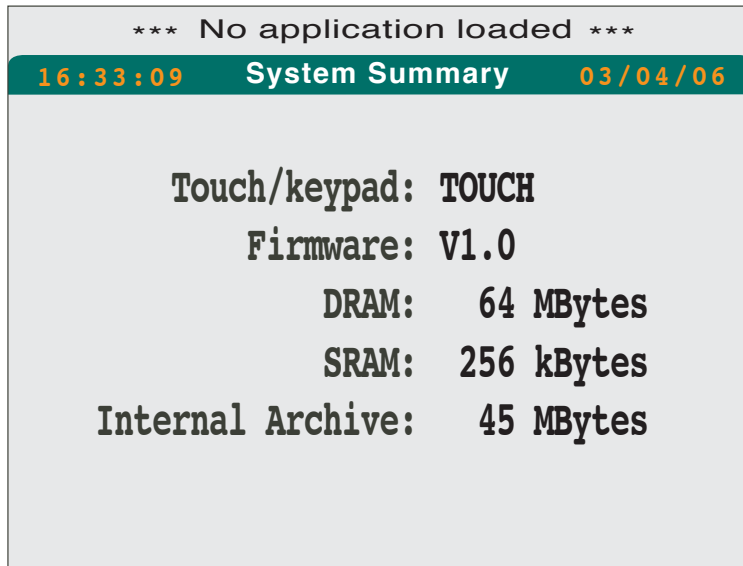 *** No application loaded ***
16:33:09 System Summary 03/04/06
Touch/keypad: TOUCH
Firmware: V1.0
DRAM: 64 MBytes
SRAM: 256 kBytes
Internal Archive: 45 MBytes